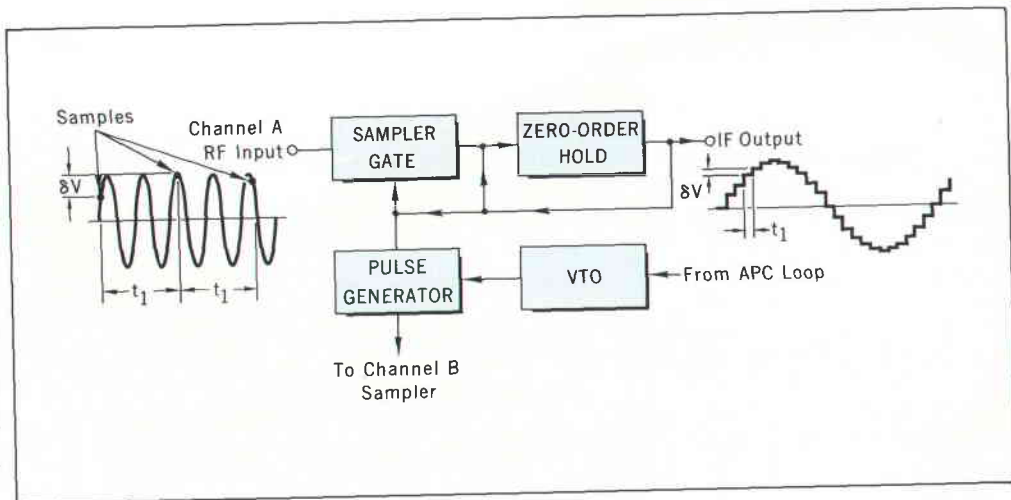 Samples
δV
t1
t1
Channel A
RF Input
SAMPLER
GATE
ZERO-ORDER
HOLD
IF Output
δV
t1
PULSE
GENERATOR
VTO
From APC Loop
To Channel B
Sampler